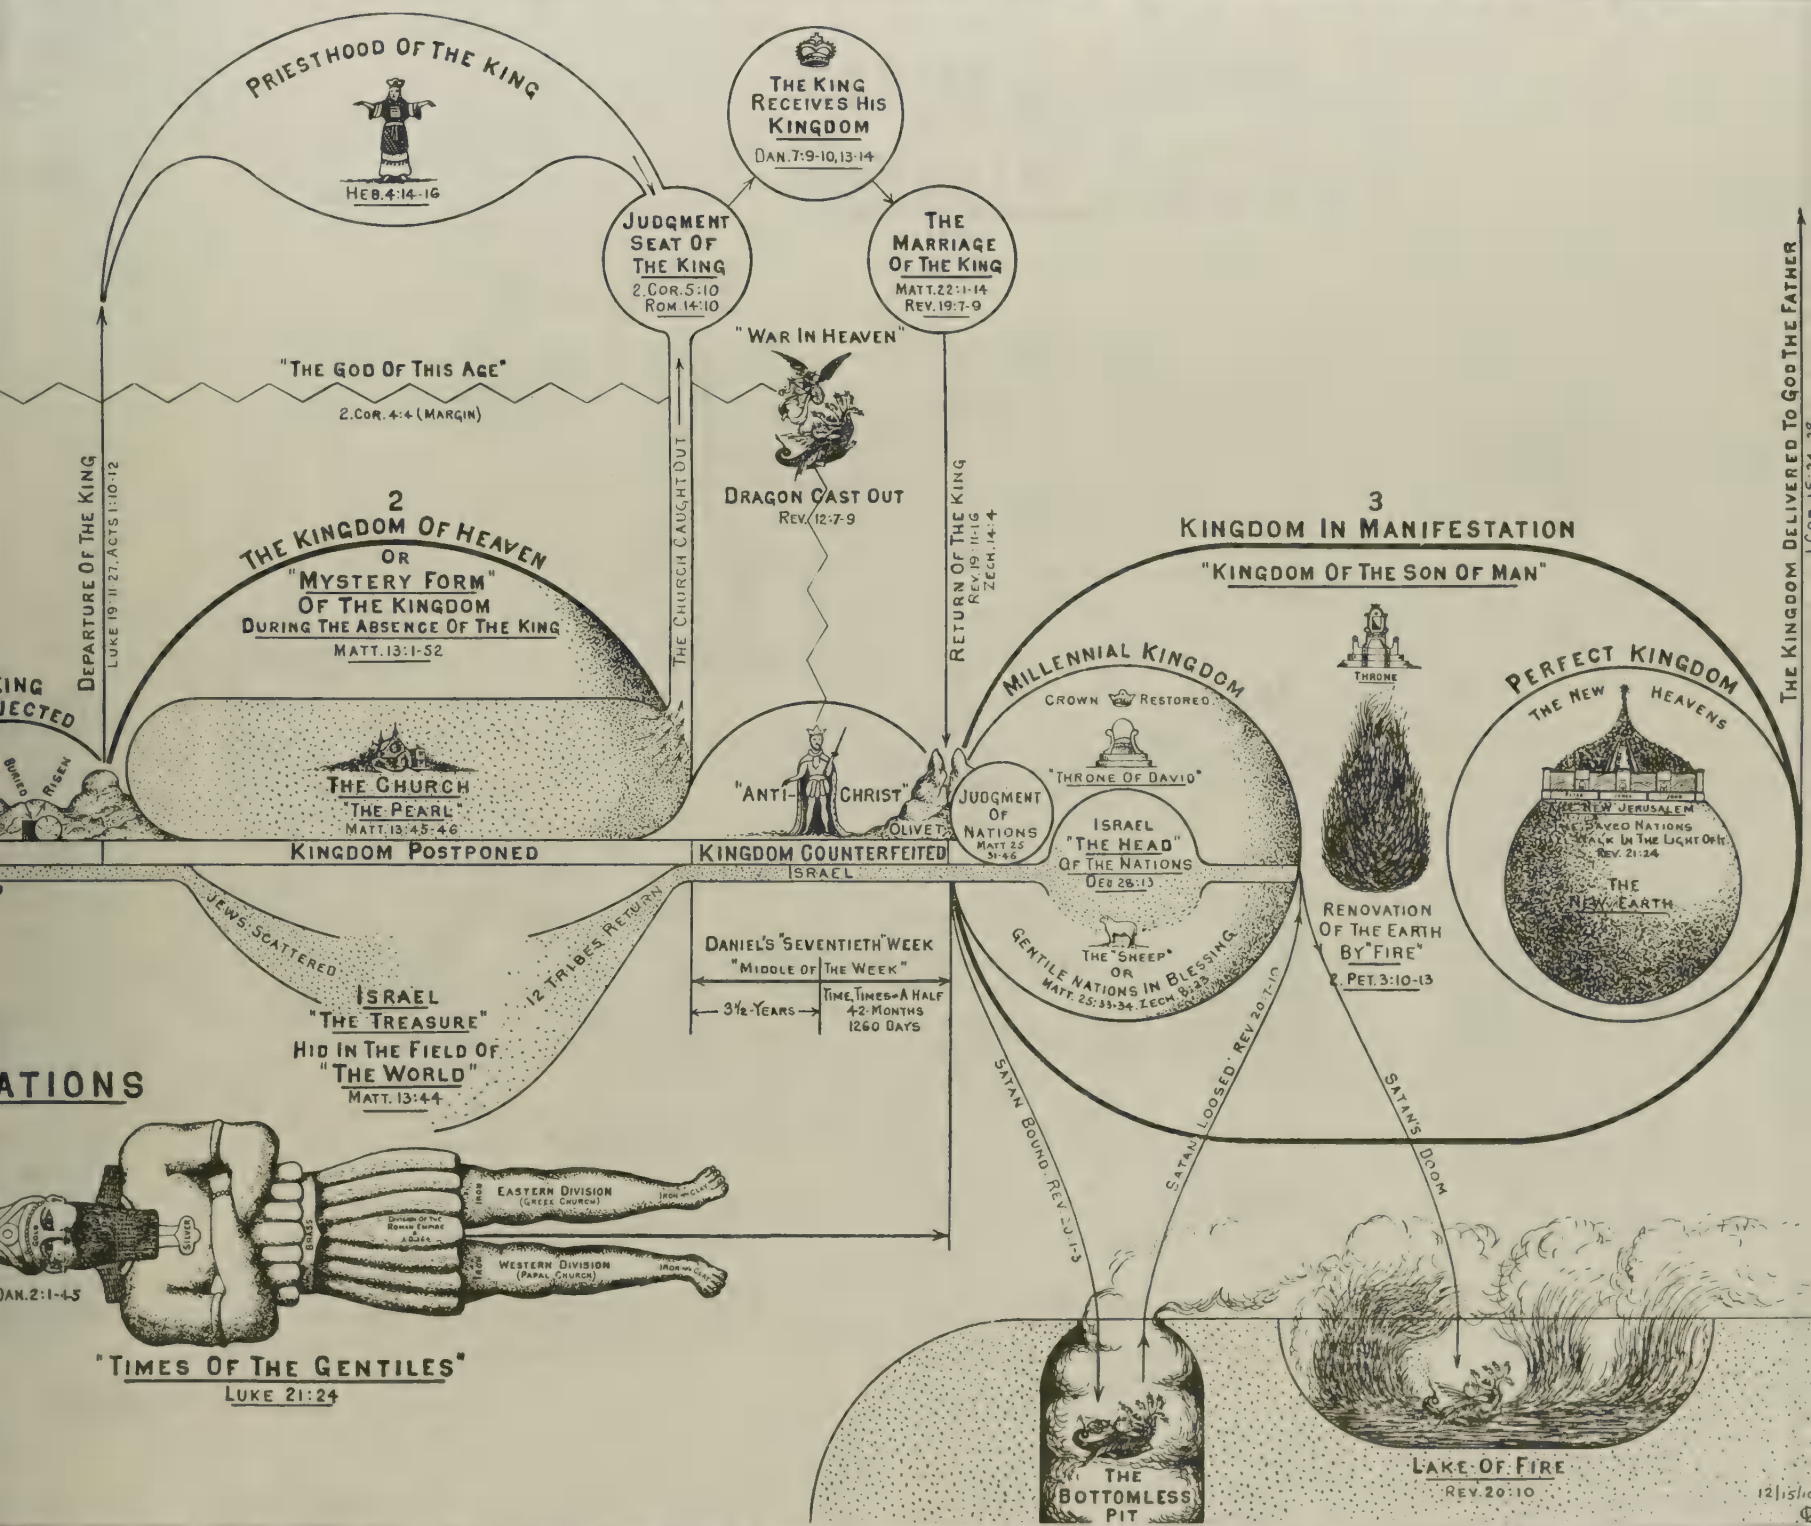 PRIESTHOOD OF THE KING
HEB. 4:14-16
THE KING
RECEIVES HIS
KINGDOM
DAN. 7:9-10, 13-14
JUDGMENT
SEAT OF
THE KING
2. COR. 5:10
ROM. 14:10
THE
MARRIAGE
OF THE KING
MATT. 22:1-14
REV. 19:7-9
"WAR IN HEAVEN"
"THE GOD OF THIS AGE"
2. COR. 4:4 (MARGIN)
DRAGON CAST OUT
REV. 12:7-9
DEPARTURE OF THE KING
LUKE 19:11-27. ACTS 1:10-12
THE CHURCH CAUGHT OUT
RETURN OF THE KING
REV. 19:11-16
ZECH. 14:4
THE KINGDOM DELIVERED TO GOD THE FATHER
2
THE KINGDOM OF HEAVEN
OR
"MYSTERY FORM"
OF THE KINGDOM
DURING THE ABSENCE OF THE KING
MATT. 13:1-52
3
KINGDOM IN MANIFESTATION
"KINGDOM OF THE SON OF MAN"
KING
JECTED
BURIED
RISEN
THE CHURCH
"THE PEARL"
MATT. 13:45-46
"ANTI-CHRIST"
OLIVET
JUDGMENT
OF
NATIONS
MATT 25
31-46
MILLENNIAL KINGDOM
CROWN RESTORED
"THRONE OF DAVID"
ISRAEL
"THE HEAD"
OF THE NATIONS
DEU 28:13
THE "SHEEP"
OR
GENTILE NATIONS IN BLESSING
MATT. 25:33-34. ZECH. 8:23
THRONE
RENOVATION
OF THE EARTH
BY "FIRE"
2. PET. 3:10-13
PERFECT KINGDOM
THE NEW HEAVENS
THE NEW JERUSALEM
THE SAVED NATIONS
WALK IN THE LIGHT OF IT
REV. 21:24
THE
NEW EARTH
KINGDOM POSTPONED
KINGDOM COUNTERFEITED
ISRAEL
JEWS SCATTERED
12 TRIBES RETURN
ISRAEL
"THE TREASURE"
HID IN THE FIELD OF
"THE WORLD"
MATT. 13:44
DANIEL'S "SEVENTIETH" WEEK
"MIDDLE OF THE WEEK"
3½-YEARS
TIME, TIMES-A HALF
42-MONTHS
1260 DAYS
ATIONS
GOLD
SILVER
BRASS
DIVISION OF THE
ROMAN EMPIRE
IRON
EASTERN DIVISION
(GREEK CHURCH)
IRON AND CLAY
IRON
WESTERN DIVISION
(PAPAL CHURCH)
IRON AND CLAY
DAN. 2:1-45
"TIMES OF THE GENTILES"
LUKE 21:24
SATAN BOUND. REV. 20:1-3
SATAN LOOSED REV 20:7-10
SATAN'S DOOM
THE
BOTTOMLESS
PIT
LAKE OF FIRE
REV. 20:10